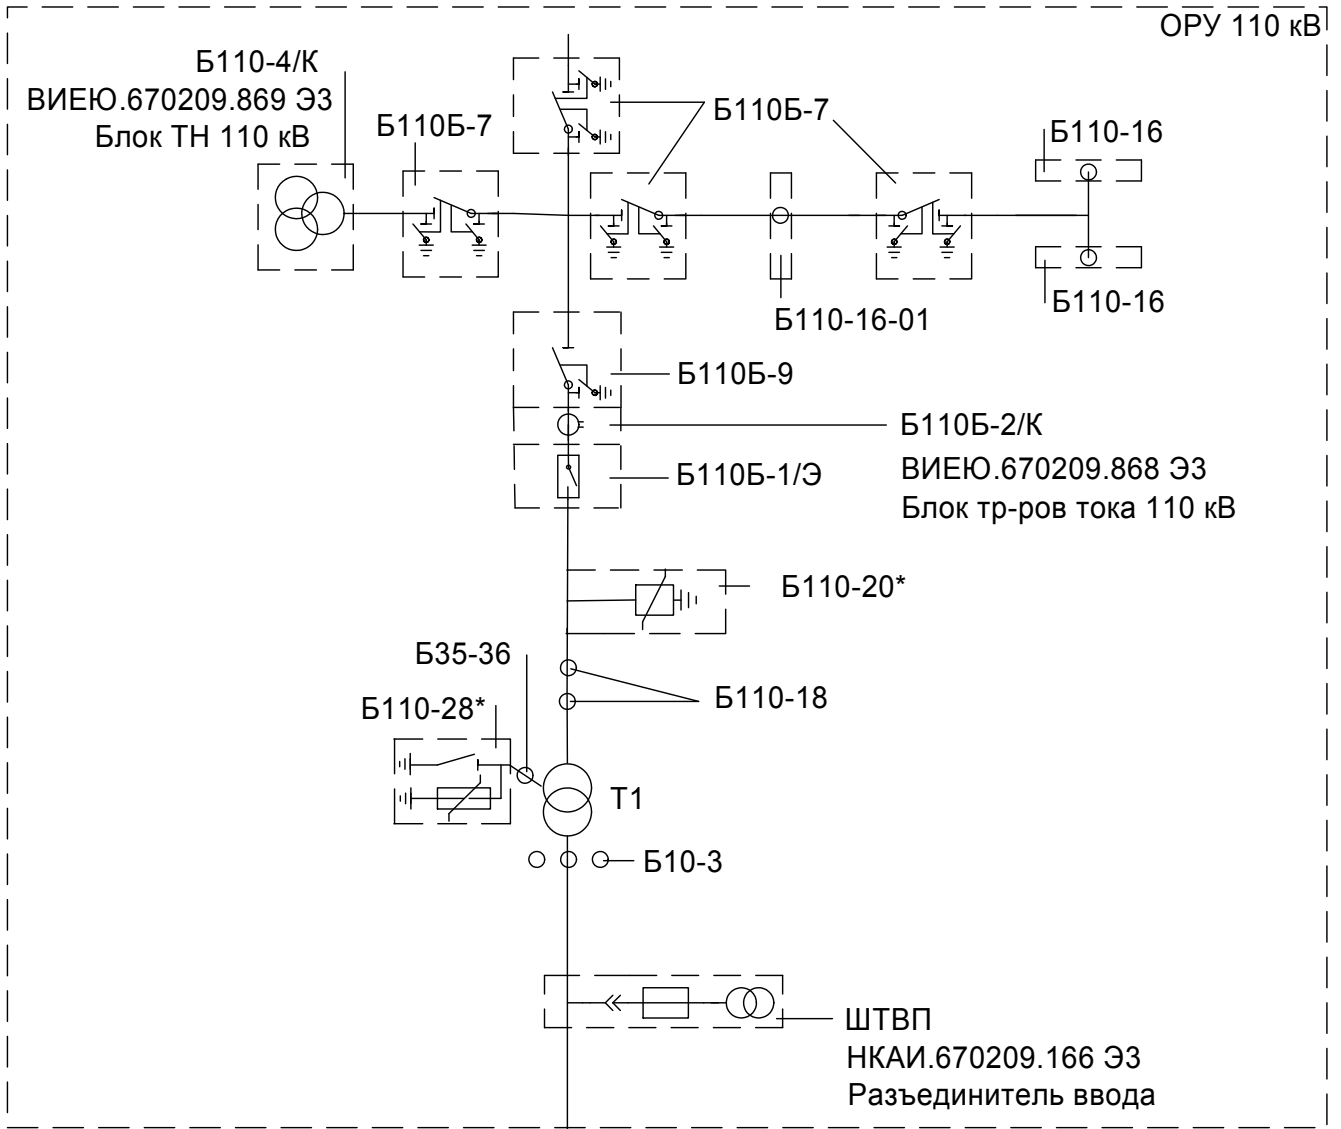 ОРУ 110 кВ
Б110-4/К
ВИЕЮ.670209.869 Э3
Блок ТН 110 кВ
Б110Б-7
Б110Б-7
Б110-16
Б110-16
Б110-16-01
Б110Б-9
Б110Б-2/К
ВИЕЮ.670209.868 Э3
Блок тр-ров тока 110 кВ
Б110Б-1/Э
Б110-20*
Б35-36
Б110-18
Б110-28*
Т1
Б10-3
ШТВП
НКАИ.670209.166 Э3
Разъединитель ввода